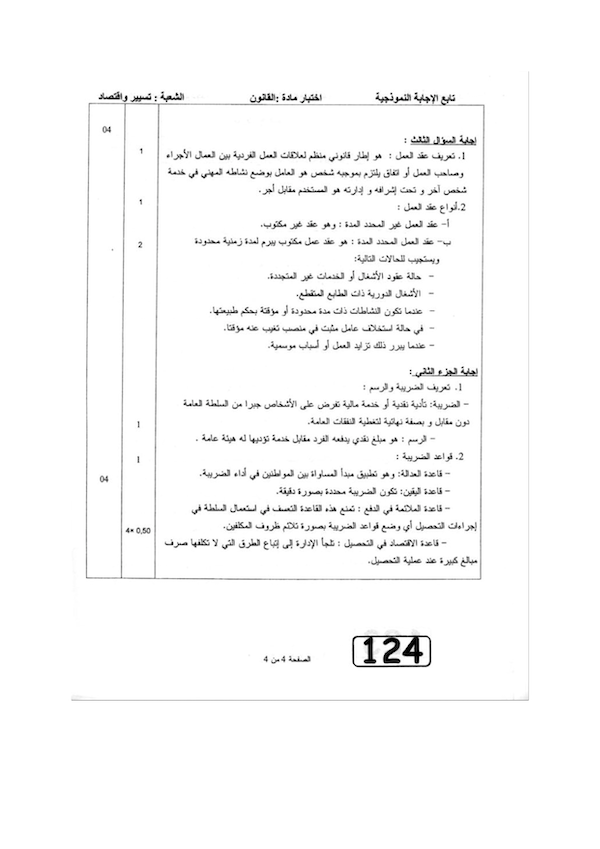 تابع الإجابة النموذجية اختبار مادة :القانون الشعبة : تسيير واقتصاد
04
إجابة السؤال الثالث :
1. تعريف عقد العمل : هو إطار قانوني منظم لعلاقات العمل الفردية بين العمال الأجراء 1
وصاحب العمل أو اتفاق يلتزم بموجبه شخص هو العامل بوضع نشاطه المهني في خدمة
شخص آخر و تحت إشرافه و إدارته هو المستخدم مقابل أجر.
2.أنواع عقد العمل : 1
أ- عقد العمل غير المحدد المدة : وهو عقد غير مكتوب.
ب- عقد العمل المحدد المدة : هو عقد عمل مكتوب يبرم لمدة زمنية محدودة 2
ويستجيب للحالات التالية:
- حالة عقود الأشغال أو الخدمات غير المتجددة.
- الأشغال الدورية ذات الطابع المتقطع.
- عندما تكون النشاطات ذات مدة محدودة أو مؤقتة بحكم طبيعتها.
- في حالة استخلاف عامل مثبت في منصب تغيب عنه مؤقتا.
- عندما يبرر ذلك تزايد العمل أو أسباب موسمية.
إجابة الجزء الثاني :
1. تعريف الضريبة والرسم :
- الضريبة: تأدية نقدية أو خدمة مالية تفرض على الأشخاص جبرا من السلطة العامة
دون مقابل و بصفة نهائية لتغطية النفقات العامة. 1
- الرسم : هو مبلغ نقدي يدفعه الفرد مقابل خدمة تؤديها له هيئة عامة .
2. قواعد الضريبة : 1
- قاعدة العدالة: وهو تطبيق مبدأ المساواة بين المواطنين في أداء الضريبة. 04
- قاعدة اليقين: تكون الضريبة محددة بصورة دقيقة.
- قاعدة الملائمة في الدفع : تمنع هذه القاعدة التعسف في استعمال السلطة في
إجراءات التحصيل أي وضع قواعد الضريبة بصورة تلائم ظروف المكلفين. 4× 0,50
- قاعدة الاقتصاد في التحصيل : تلجأ الإدارة إلى إتباع الطرق التي لا تكلفها صرف
مبالغ كبيرة عند عملية التحصيل.
124
الصفحة 4 من 4